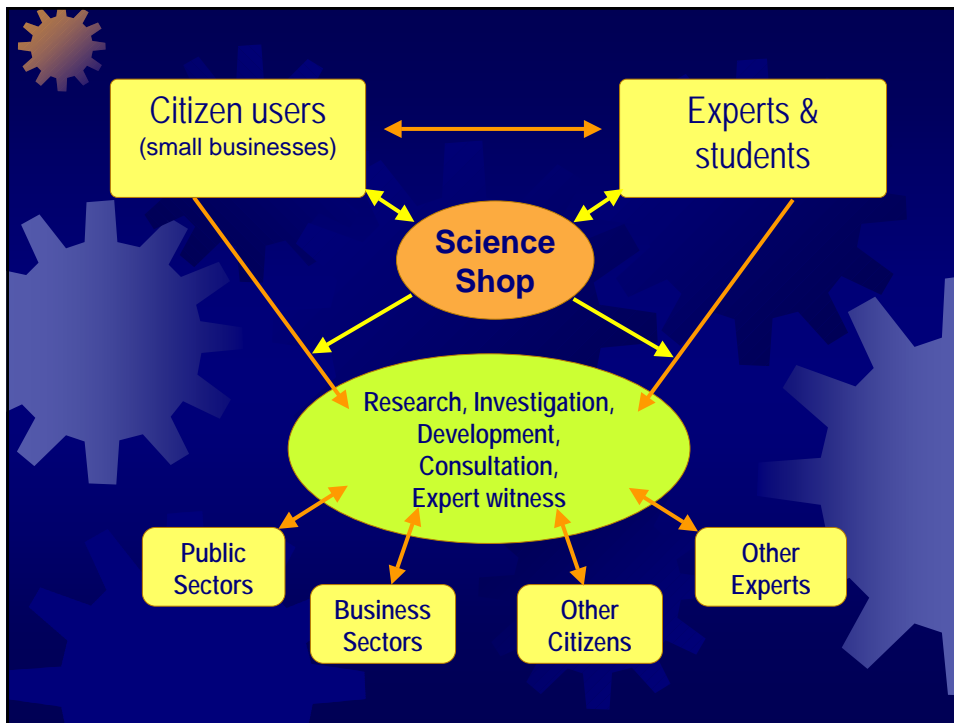 Citizen users
(small businesses)
Experts &
students
Science
Shop
Research, Investigation,
Development,
Consultation,
Expert witness
Public
Sectors
Business
Sectors
Other
Citizens
Other
Experts